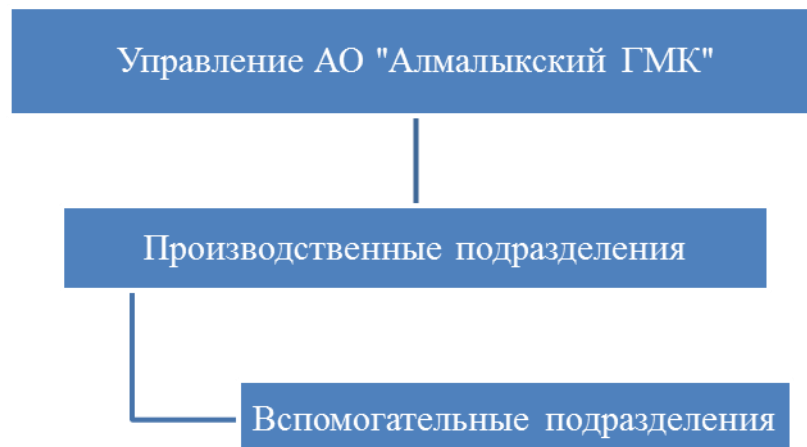 Управление АО "Алмалыкский ГМК"
Производственные подразделения
Вспомогательные подразделения